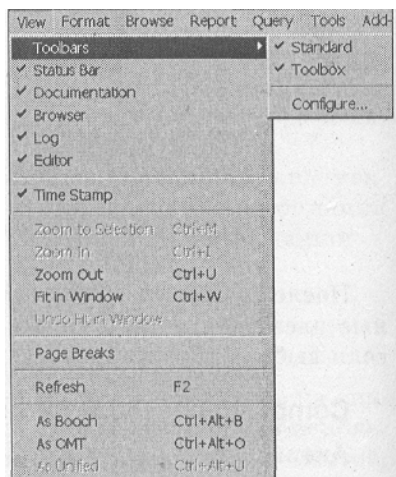 View Format Browse Report Query Tools Add-
Toolbars
Standard
Toolbox
Configure...
Status Bar
Documentation
Browser
Log
Editor
Time Stamp
Zoom to Selection Ctrl+M
Zoom In Ctrl+I
Zoom Out Ctrl+U
Fit in Window Ctrl+W
Undo Fit in Window
Page Breaks
Refresh F2
As Booch Ctrl+Alt+B
As OMT Ctrl+Alt+O
As Unified Ctrl+Alt+U